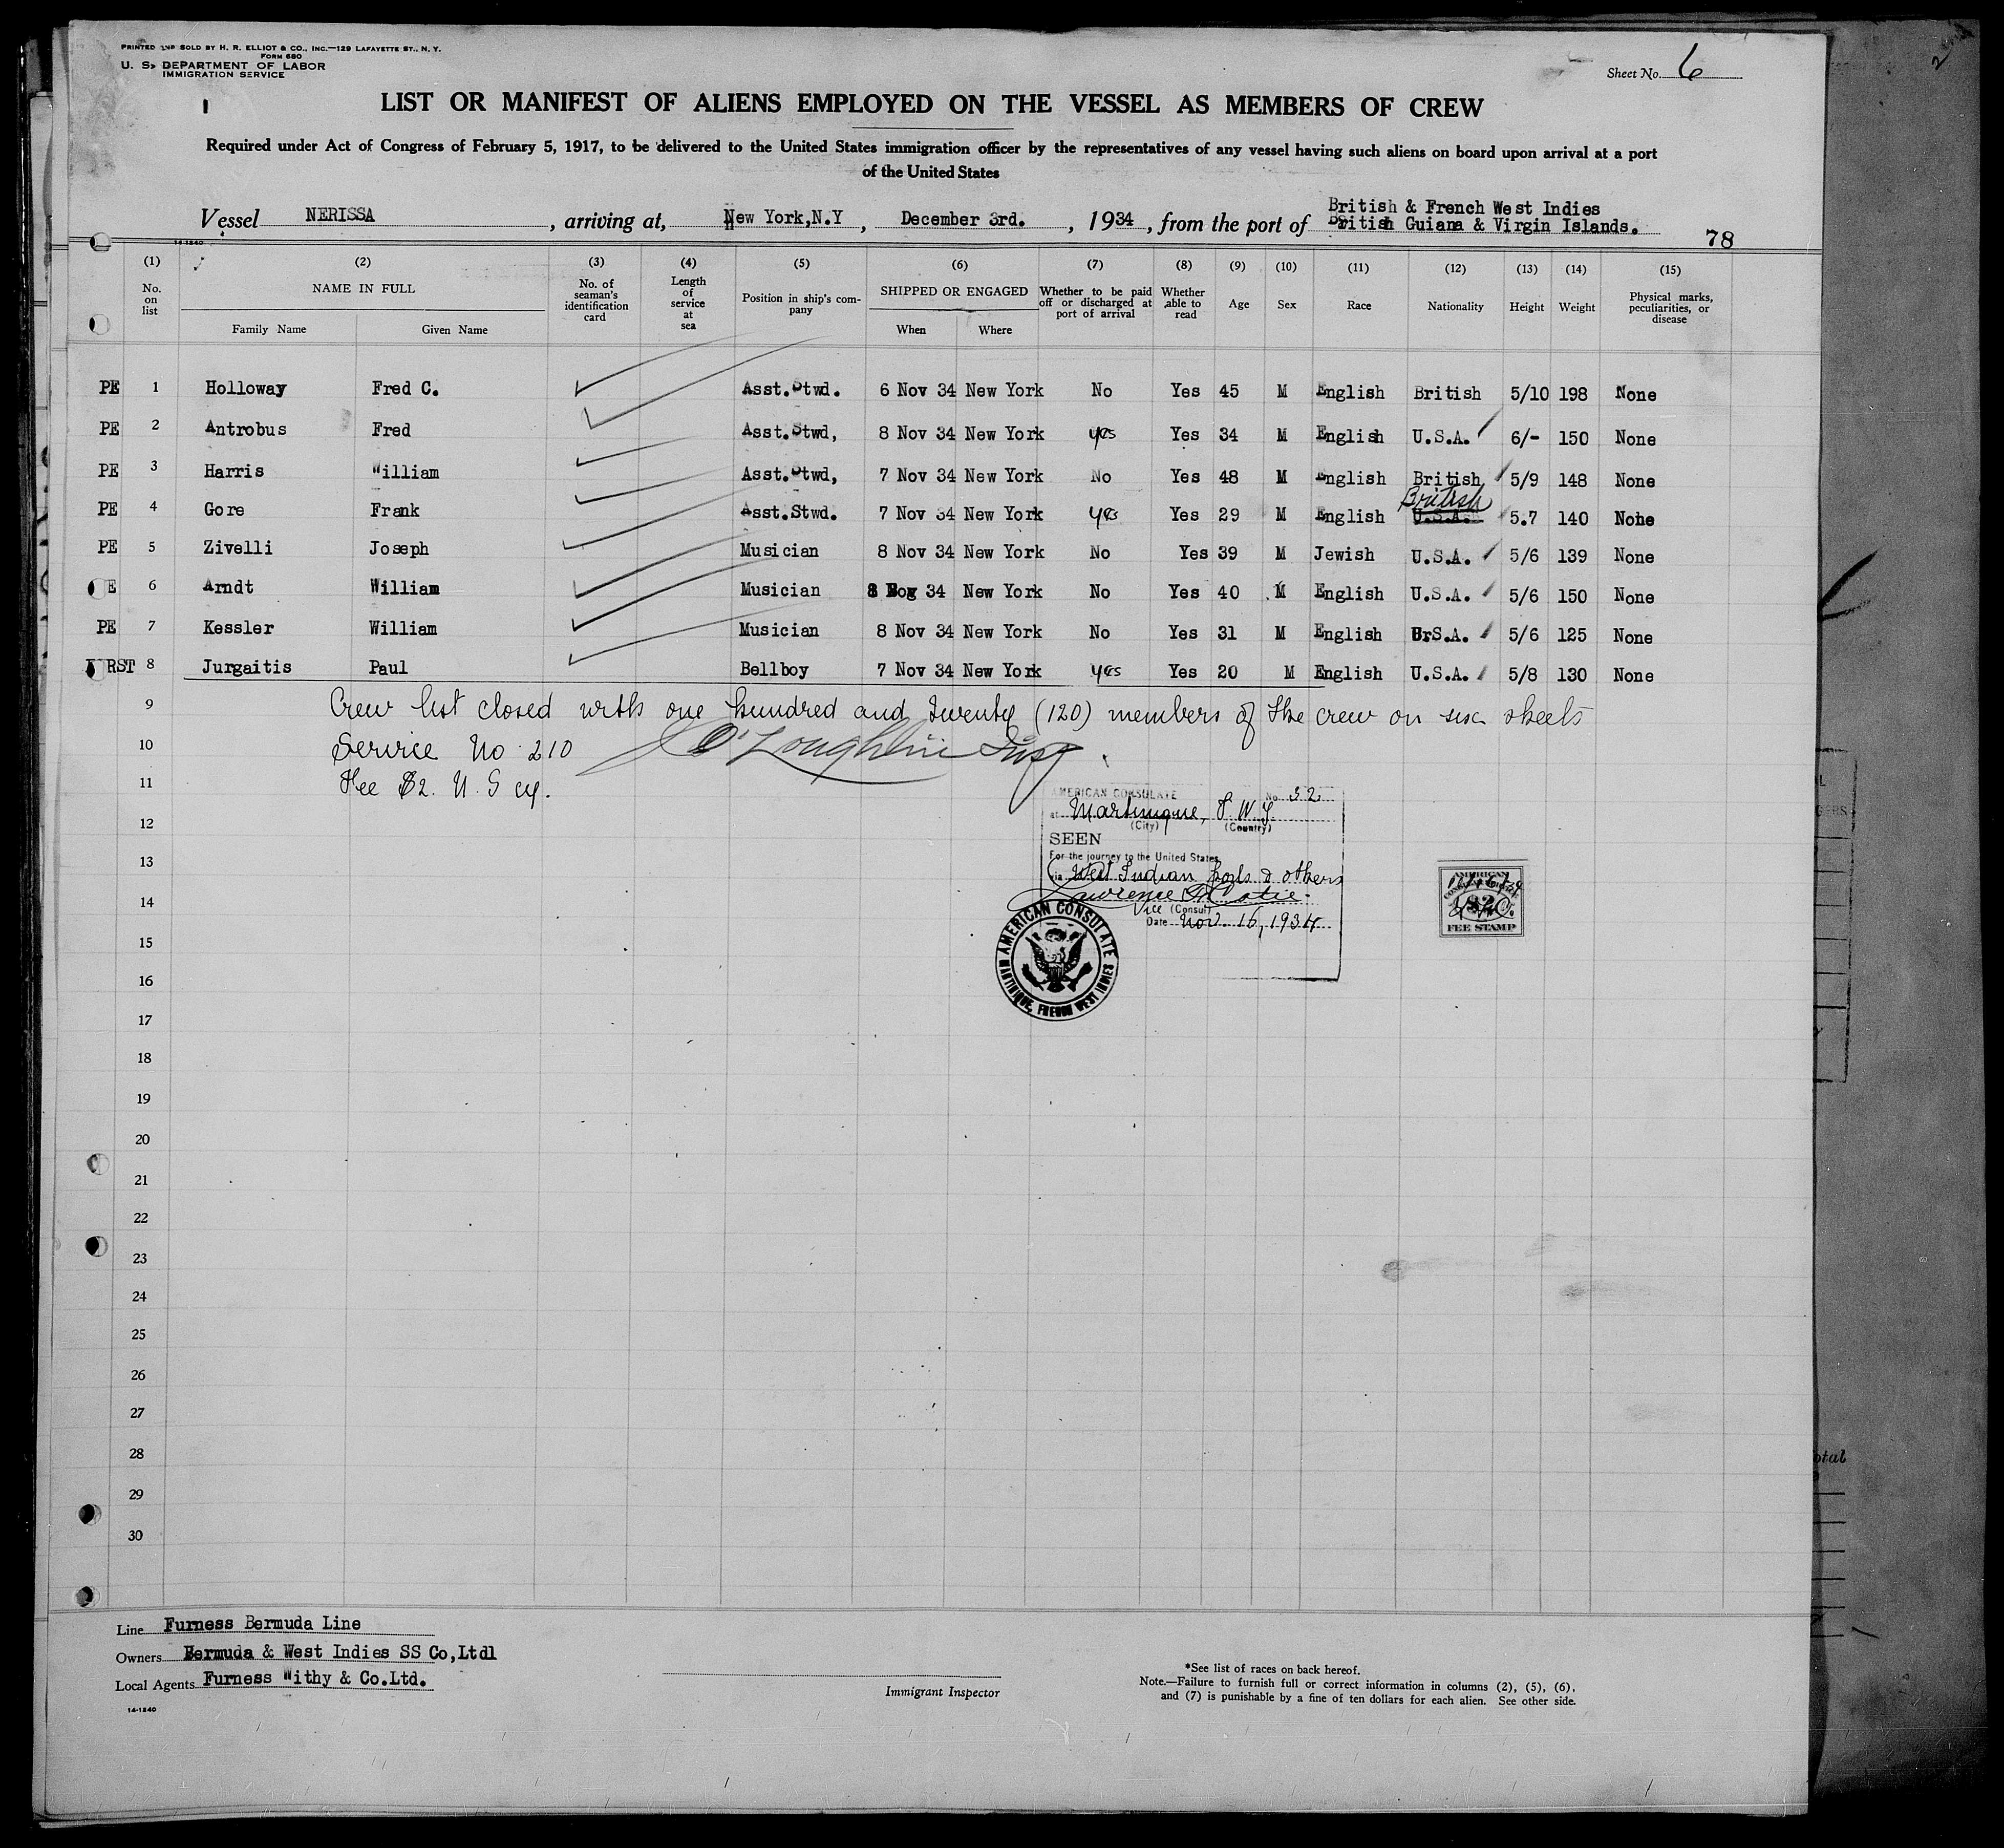 PRINTED AND SOLD BY H. R. ELLIOT & CO., INC.—129 LAFAYETTE ST., N. Y.
FORM 680
U. S. DEPARTMENT OF LABOR
IMMIGRATION SERVICE
Sheet No. 6
LIST OR MANIFEST OF ALIENS EMPLOYED ON THE VESSEL AS MEMBERS OF CREW
Required under Act of Congress of February 5, 1917, to be delivered to the United States immigration officer by the representatives of any vessel having such aliens on board upon arrival at a port
of the United States
British & French West Indies
Vessel NERISSA, arriving at, New York,N.Y, December 3rd., 1934, from the port of British Guiana & Virgin Islands.
14-1240
78
(1) (2) (3) (4) (5) (6) (7) (8) (9) (10) (11) (12) (13) (14) (15)
No. on list NAME IN FULL Family Name Given Name No. of seaman's identification card Length of service at sea Position in ship's company SHIPPED OR ENGAGED When Where Whether to be paid off or discharged at port of arrival Whether able to read Age Sex Race Nationality Height Weight Physical marks, peculiarities, or disease
PE 1 Holloway Fred C. Asst.Stwd. 6 Nov 34 New York No Yes 45 M English British 5/10 198 None
PE 2 Antrobus Fred Asst.Stwd, 8 Nov 34 New York yes Yes 34 M English U.S.A. 6/- 150 None
PE 3 Harris William Asst.Stwd, 7 Nov 34 New York No Yes 48 M English British 5/9 148 None
British
PE 4 Gore Frank Asst.Stwd. 7 Nov 34 New York yes Yes 29 M English U.S.A. 5.7 140 None
PE 5 Zivelli Joseph Musician 8 Nov 34 New York No Yes 39 M Jewish U.S.A. 5/6 139 None
E 6 Arndt William Musician 8 Nov 34 New York No Yes 40 M English U.S.A. 5/6 150 None
PE 7 Kessler William Musician 8 Nov 34 New York No Yes 31 M English U.S.A. 5/6 125 None
RST 8 Jurgaitis Paul Bellboy 7 Nov 34 New York yes Yes 20 M English U.S.A. 5/8 130 None
9 Crew list closed with one hundred and twenty (120) members of the crew on six sheets
10 Service No 210 O'Loughlin Insp.
11 Fee $2. U.S cy.
AMERICAN CONSULATE No. 32
at Martinique, F.W.I.
12 (City) (Country)
SEEN
For the journey to the United States
13 via West Indian ports & others
14
Vice (Consul)
Date Nov. 16, 1934
AMERICAN CONSULATE
MARTINIQUE, FRENCH WEST INDIES
AMERICAN
$2
FEE STAMP
15
16
17
18
19
20
21
22
23
24
25
26
27
28
29
30
Line Furness Bermuda Line
Owners Bermuda & West Indies SS Co,Ltdl
Local Agents Furness Withy & Co.Ltd.
14-1240
Immigrant Inspector
*See list of races on back hereof.
Note.—Failure to furnish full or correct information in columns (2), (5), (6),
and (7) is punishable by a fine of ten dollars for each alien. See other side.
otal